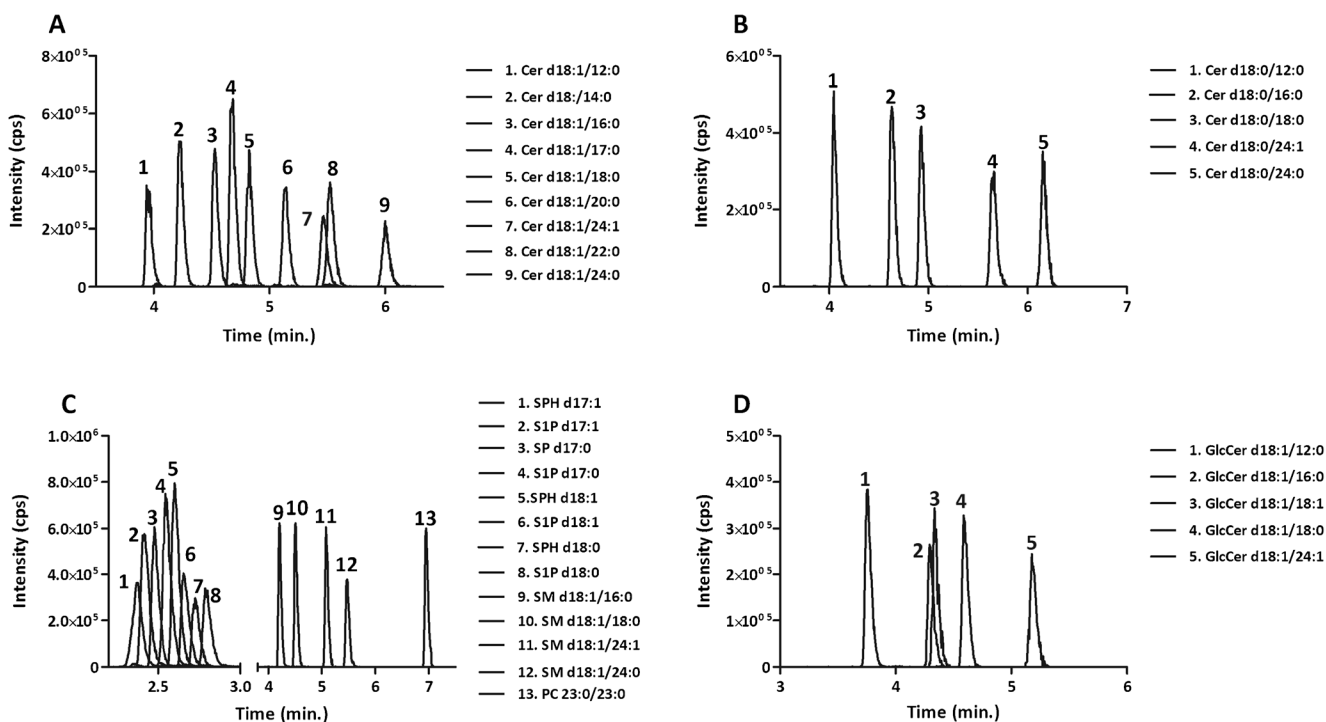 A
Intensity (cps)
8×10⁰⁵
6×10⁰⁵
4×10⁰⁵
2×10⁰⁵
0
1 2 3 4 5 6 7 8 9
4 5 6
Time (min.)
1. Cer d18:1/12:0
2. Cer d18:/14:0
3. Cer d18:1/16:0
4. Cer d18:1/17:0
5. Cer d18:1/18:0
6. Cer d18:1/20:0
7. Cer d18:1/24:1
8. Cer d18:1/22:0
9. Cer d18:1/24:0
B
Intensity (cps)
6×10⁰⁵
4×10⁰⁵
2×10⁰⁵
0
1 2 3 4 5
4 5 6 7
Time (min.)
1. Cer d18:0/12:0
2. Cer d18:0/16:0
3. Cer d18:0/18:0
4. Cer d18:0/24:1
5. Cer d18:0/24:0
C
Intensity (cps)
1.0×10⁶
8.0×10⁵
6.0×10⁵
4.0×10⁵
2.0×10⁵
0
1 2 3 4 5 6 7 8 9 10 11 12 13
2.5 3.0 4 5 6 7
Time (min.)
1. SPH d17:1
2. S1P d17:1
3. SP d17:0
4. S1P d17:0
5.SPH d18:1
6. S1P d18:1
7. SPH d18:0
8. S1P d18:0
9. SM d18:1/16:0
10. SM d18:1/18:0
11. SM d18:1/24:1
12. SM d18:1/24:0
13. PC 23:0/23:0
D
Intensity (cps)
5×10⁰⁵
4×10⁰⁵
3×10⁰⁵
2×10⁰⁵
1×10⁰⁵
0
1 2 3 4 5
3 4 5 6
Time (min.)
1. GlcCer d18:1/12:0
2. GlcCer d18:1/16:0
3. GlcCer d18:1/18:1
4. GlcCer d18:1/18:0
5. GlcCer d18:1/24:1